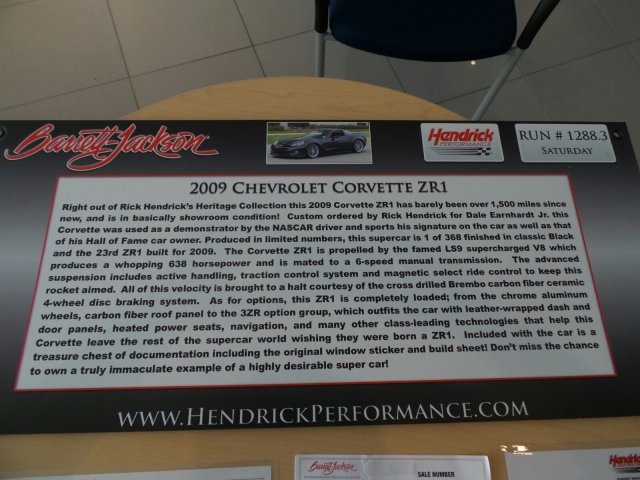 Barrett-Jackson
Hendrick
PERFORMANCE
RUN # 1288.3
SATURDAY
2009 CHEVROLET CORVETTE ZR1
Right out of Rick Hendrick's Heritage Collection this 2009 Corvette ZR1 has barely been over 1,500 miles since
new, and is in basically showroom condition! Custom ordered by Rick Hendrick for Dale Earnhardt Jr. this
Corvette was used as a demonstrator by the NASCAR driver and sports his signature on the car as well as that
of his Hall of Fame car owner. Produced in limited numbers, this supercar is 1 of 368 finished in classic Black
and the 23rd ZR1 built for 2009. The Corvette ZR1 is propelled by the famed LS9 supercharged V8 which
produces a whopping 638 horsepower and is mated to a 6-speed manual transmission. The advanced
suspension includes active handling, traction control system and magnetic select ride control to keep this
rocket aimed. All of this velocity is brought to a halt courtesy of the cross drilled Brembo carbon fiber ceramic
4-wheel disc braking system. As for options, this ZR1 is completely loaded; from the chrome aluminum
wheels, carbon fiber roof panel to the 3ZR option group, which outfits the car with leather-wrapped dash and
door panels, heated power seats, navigation, and many other class-leading technologies that help this
Corvette leave the rest of the supercar world wishing they were born a ZR1. Included with the car is a
treasure chest of documentation including the original window sticker and build sheet! Don't miss the chance
to own a truly immaculate example of a highly desirable super car!
WWW.HENDRICKPERFORMANCE.COM
Barrett-Jackson
SALE NUMBER
Hendrick